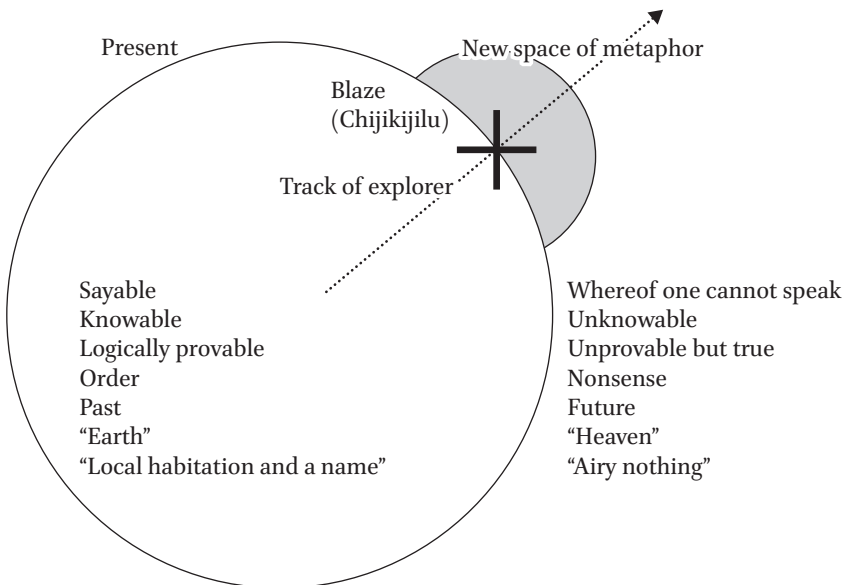 Present
New space of metaphor
Blaze
(Chijikijilu)
Track of explorer
Sayable
Knowable
Logically provable
Order
Past
“Earth”
“Local habitation and a name”
Whereof one cannot speak
Unknowable
Unprovable but true
Nonsense
Future
“Heaven”
“Airy nothing”